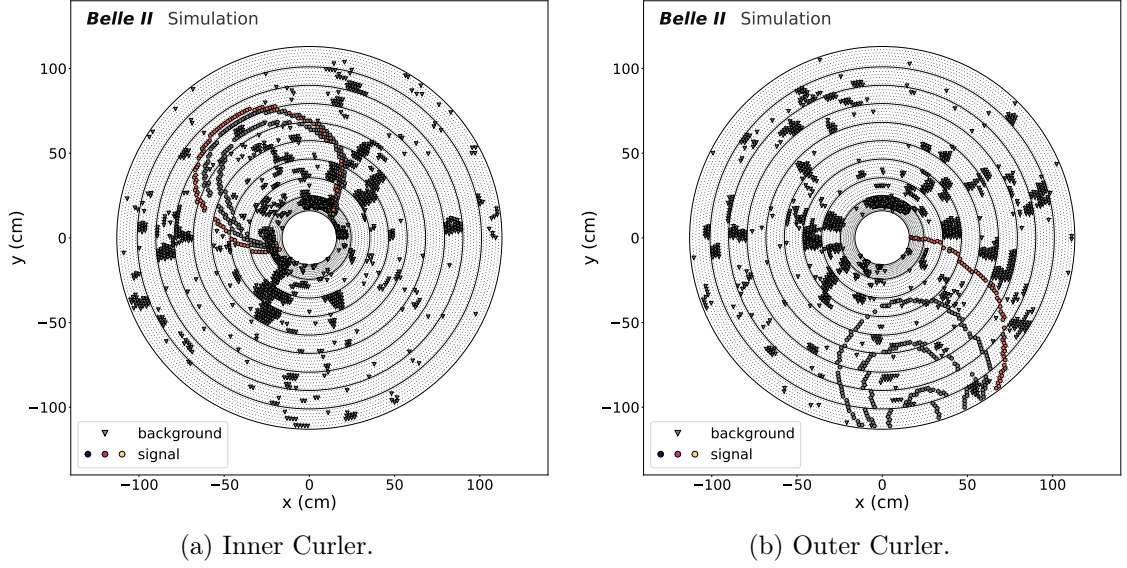 Belle II Simulation
y (cm)
100
50
0
−50
−100
background
signal
−100 −50 0 50 100
x (cm)
(a) Inner Curler.
Belle II Simulation
y (cm)
100
50
0
−50
−100
background
signal
−100 −50 0 50 100
x (cm)
(b) Outer Curler.